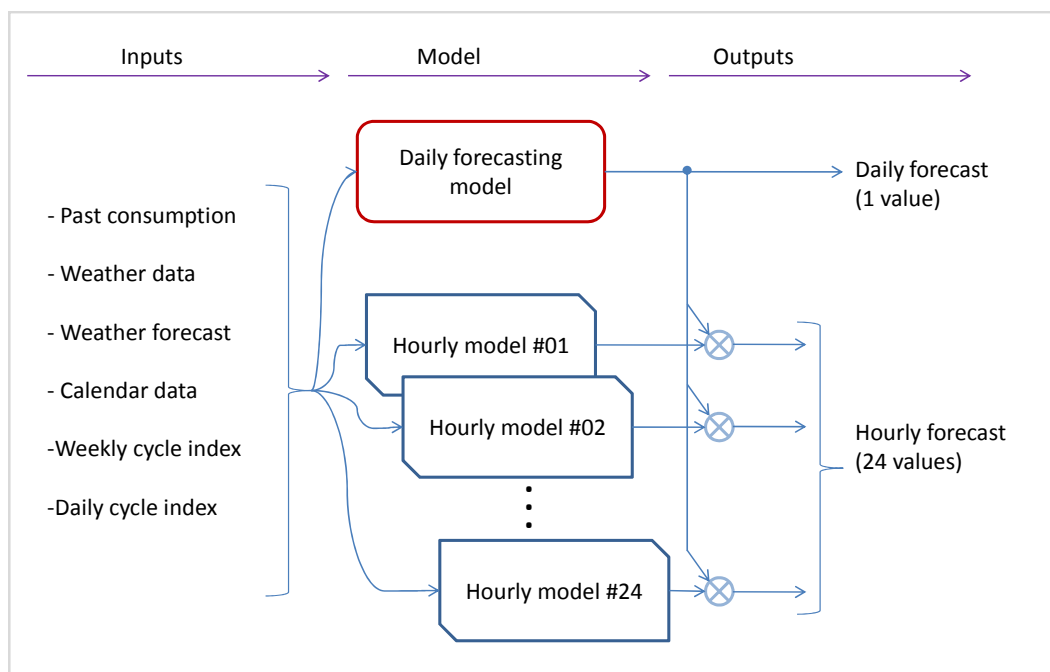 Inputs
Model
Outputs
Daily forecasting
model
Daily forecast
(1 value)
- Past consumption
- Weather data
- Weather forecast
- Calendar data
-Weekly cycle index
-Daily cycle index
Hourly model #01
Hourly model #02
Hourly model #24
Hourly forecast
(24 values)